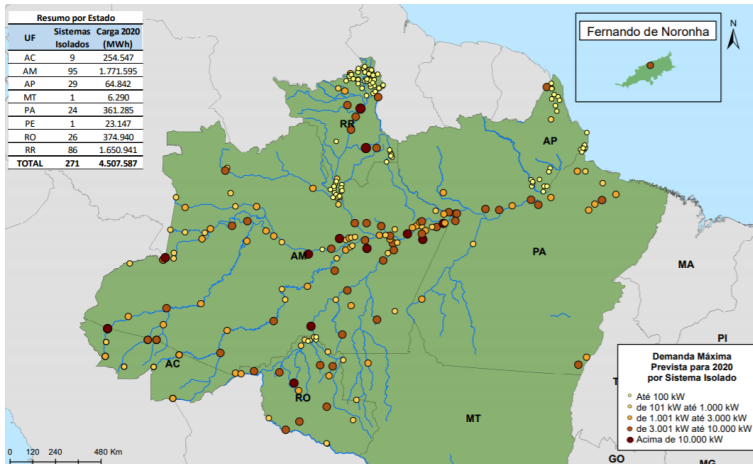 Resumo por Estado
UF Sistemas Isolados Carga 2020 (MWh)
AC 9 254.547
AM 95 1.771.595
AP 29 64.842
MT 1 6.290
PA 24 361.285
PE 1 23.147
RO 26 374.940
RR 86 1.650.941
TOTAL 271 4.507.587
Fernando de Noronha
N
RR
AP
AM
PA
MA
PI
AC
RO
MT
T
GO
MG
Demanda Máxima
Prevista para 2020
por Sistema Isolado
Até 100 kW
de 101 kW até 1.000 kW
de 1.001 kW até 3.000 kW
de 3.001 kW até 10.000 kW
Acima de 10.000 kW
0 120 240 480 Km